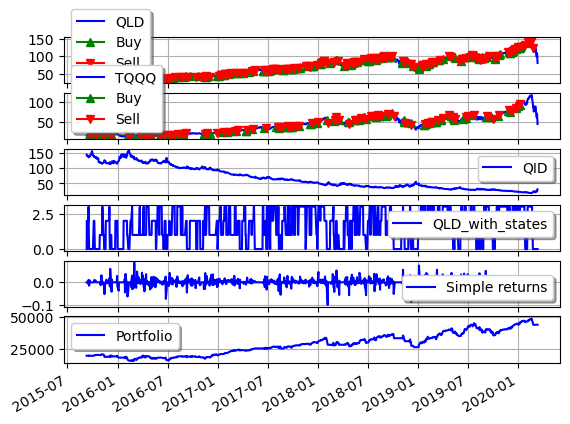 QLD
Buy
Sell
150
100
50
TQQQ
Buy
Sell
100
50
150
100
50
QID
2.5
0.0
QLD_with_states
0.0
−0.1
Simple returns
50000
25000
Portfolio
2015-07
2016-01
2016-07
2017-01
2017-07
2018-01
2018-07
2019-01
2019-07
2020-01